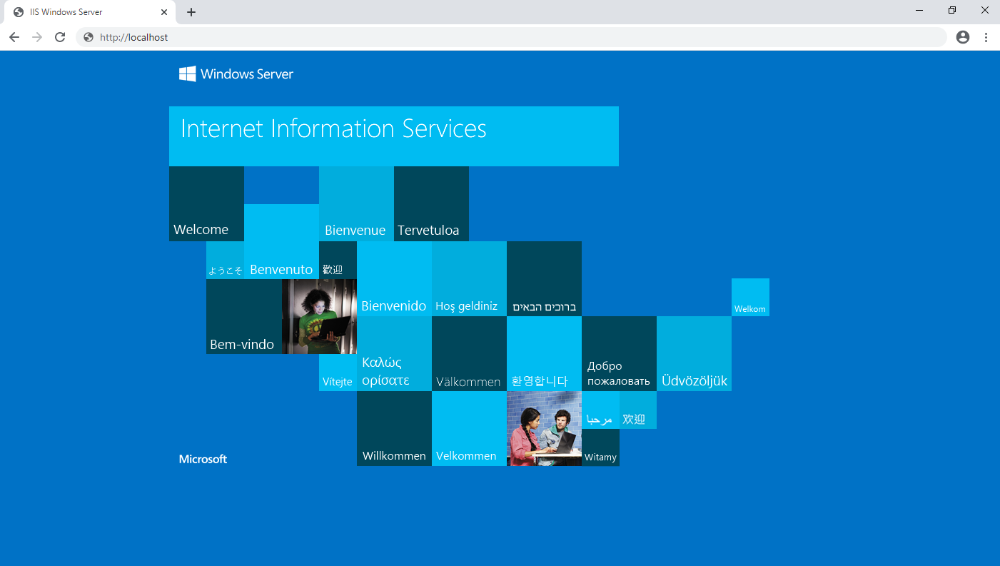 IIS Windows Server
http://localhost
Windows Server
Internet Information Services
Welcome
Bienvenue
Tervetuloa
ようこそ
Benvenuto
歡迎
Bienvenido
Hoş geldiniz
ברוכים הבאים
Welkom
Bem-vindo
Vítejte
Καλώς
ορίσατε
Välkommen
환영합니다
Добро
пожаловать
Üdvözöljük
Willkommen
Velkommen
مرحبا
欢迎
Witamy
Microsoft